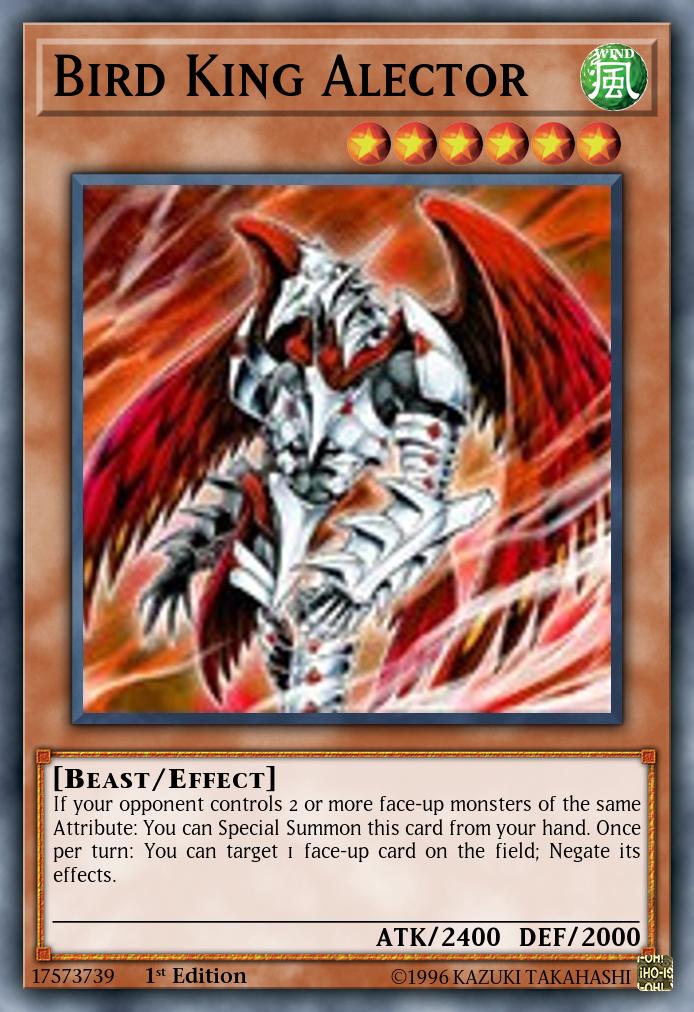 Bird King Alector
WIND
風
[Beast/Effect]
If your opponent controls 2 or more face-up monsters of the same
Attribute: You can Special Summon this card from your hand. Once
per turn: You can target 1 face-up card on the field; Negate its
effects.
ATK/2400 DEF/2000
17573739 1st Edition ©1996 KAZUKI TAKAHASHI